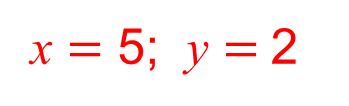 x = 5; y = 2